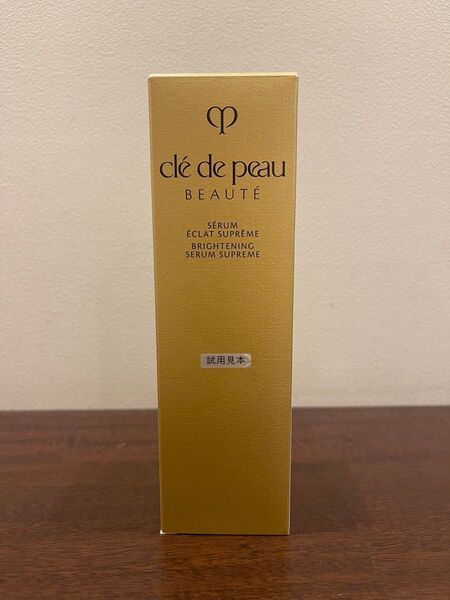 clé de peau
BEAUTÉ
SÉRUM
ÉCLAT SUPRÊME
BRIGHTENING
SERUM SUPREME
試用見本